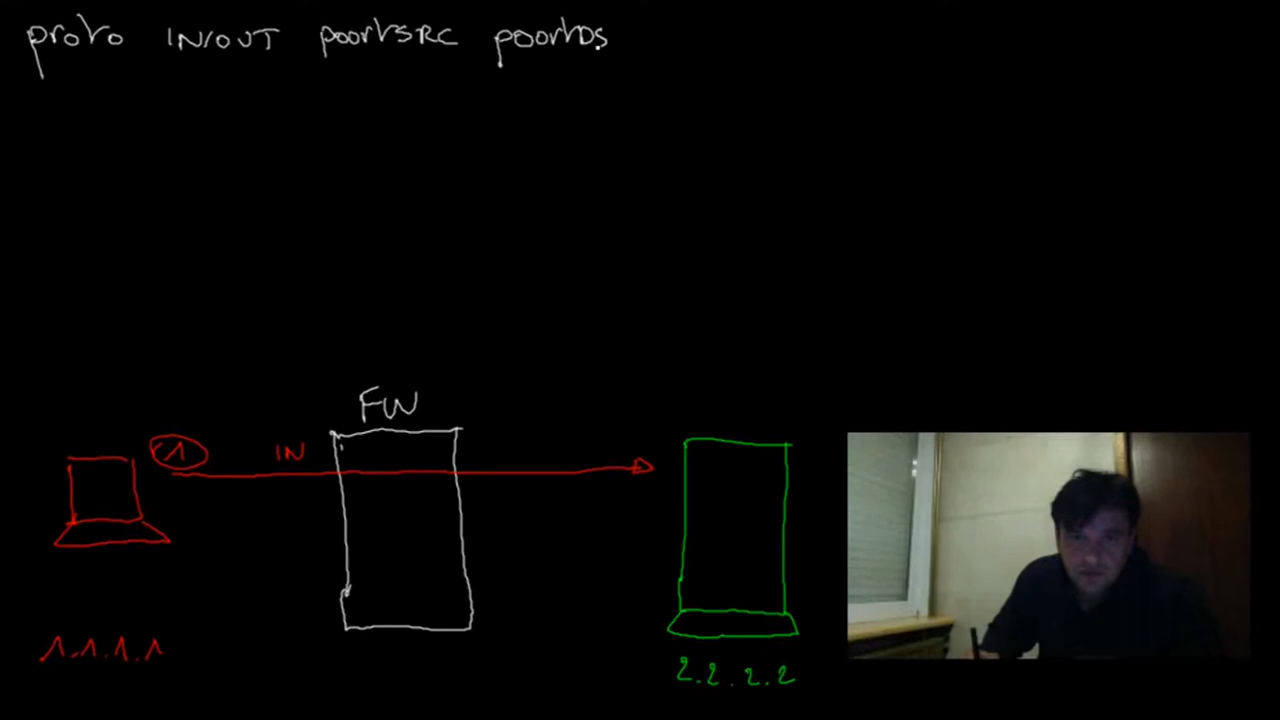 proto IN/OUT poortSRC poortDs
FW
1 IN
1.1.1.1
2.2.2.2